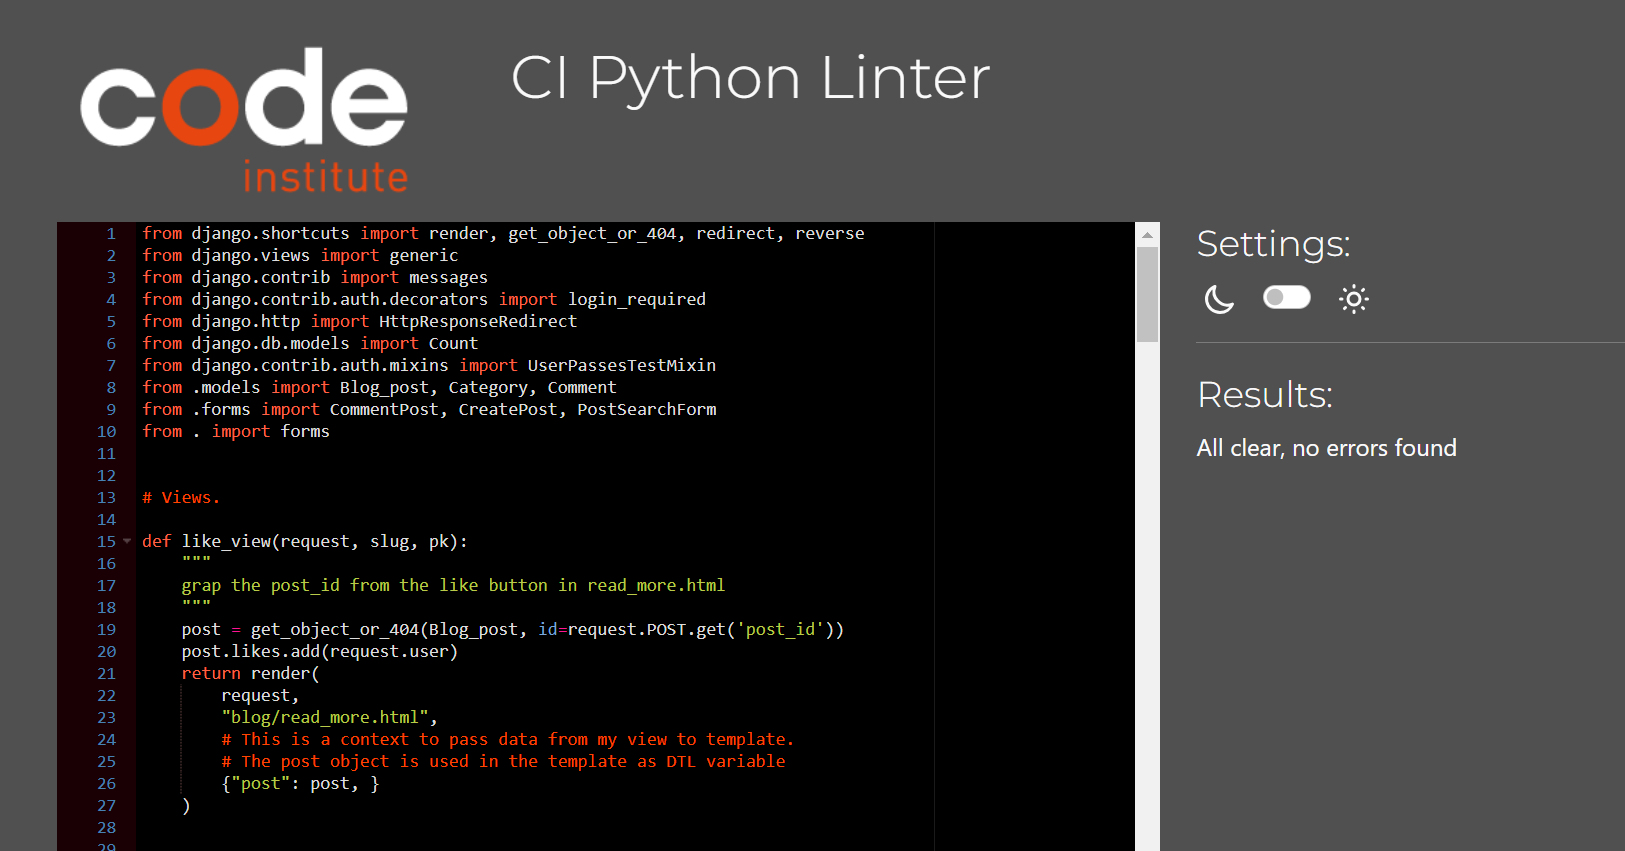 code
institute
CI Python Linter
1 from django.shortcuts import render, get_object_or_404, redirect, reverse
2 from django.views import generic
3 from django.contrib import messages
4 from django.contrib.auth.decorators import login_required
5 from django.http import HttpResponseRedirect
6 from django.db.models import Count
7 from django.contrib.auth.mixins import UserPassesTestMixin
8 from .models import Blog_post, Category, Comment
9 from .forms import CommentPost, CreatePost, PostSearchForm
10 from . import forms
11
12
13 # Views.
14
15 def like_view(request, slug, pk):
16     """
17     grap the post_id from the like button in read_more.html
18     """
19     post = get_object_or_404(Blog_post, id=request.POST.get('post_id'))
20     post.likes.add(request.user)
21     return render(
22         request,
23         "blog/read_more.html",
24         # This is a context to pass data from my view to template.
25         # The post object is used in the template as DTL variable
26         {"post": post, }
27     )
28
29
Settings:
Results:
All clear, no errors found